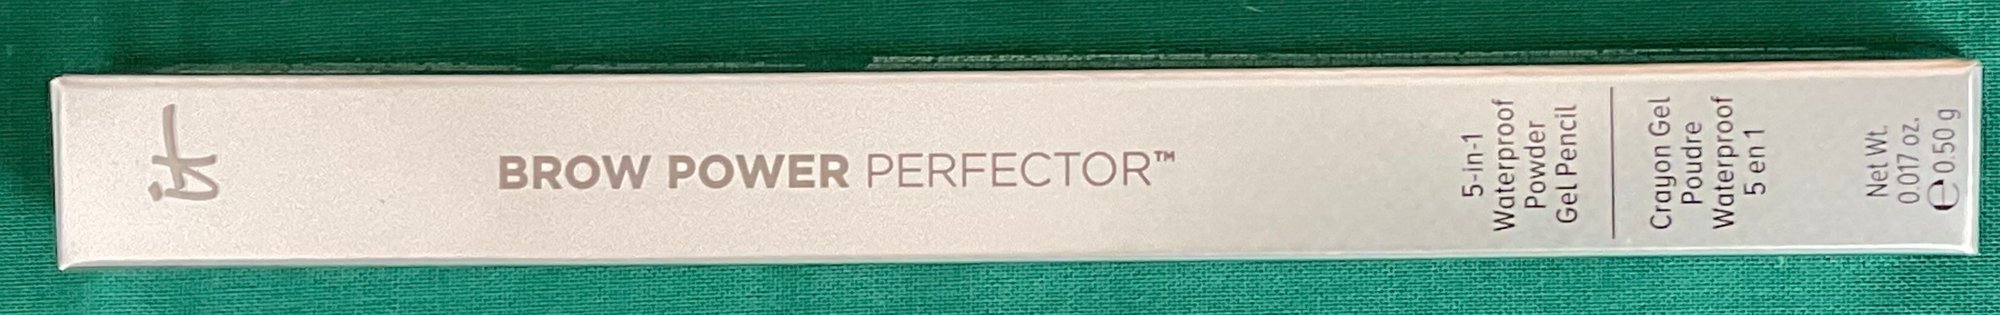 it
BROW POWER PERFECTOR™
5-in-1
Waterproof
Powder
Gel Pencil
Crayon Gel
Poudre
Waterproof
5 en 1
Net Wt.
0.017 oz.
℮ 0.50 g